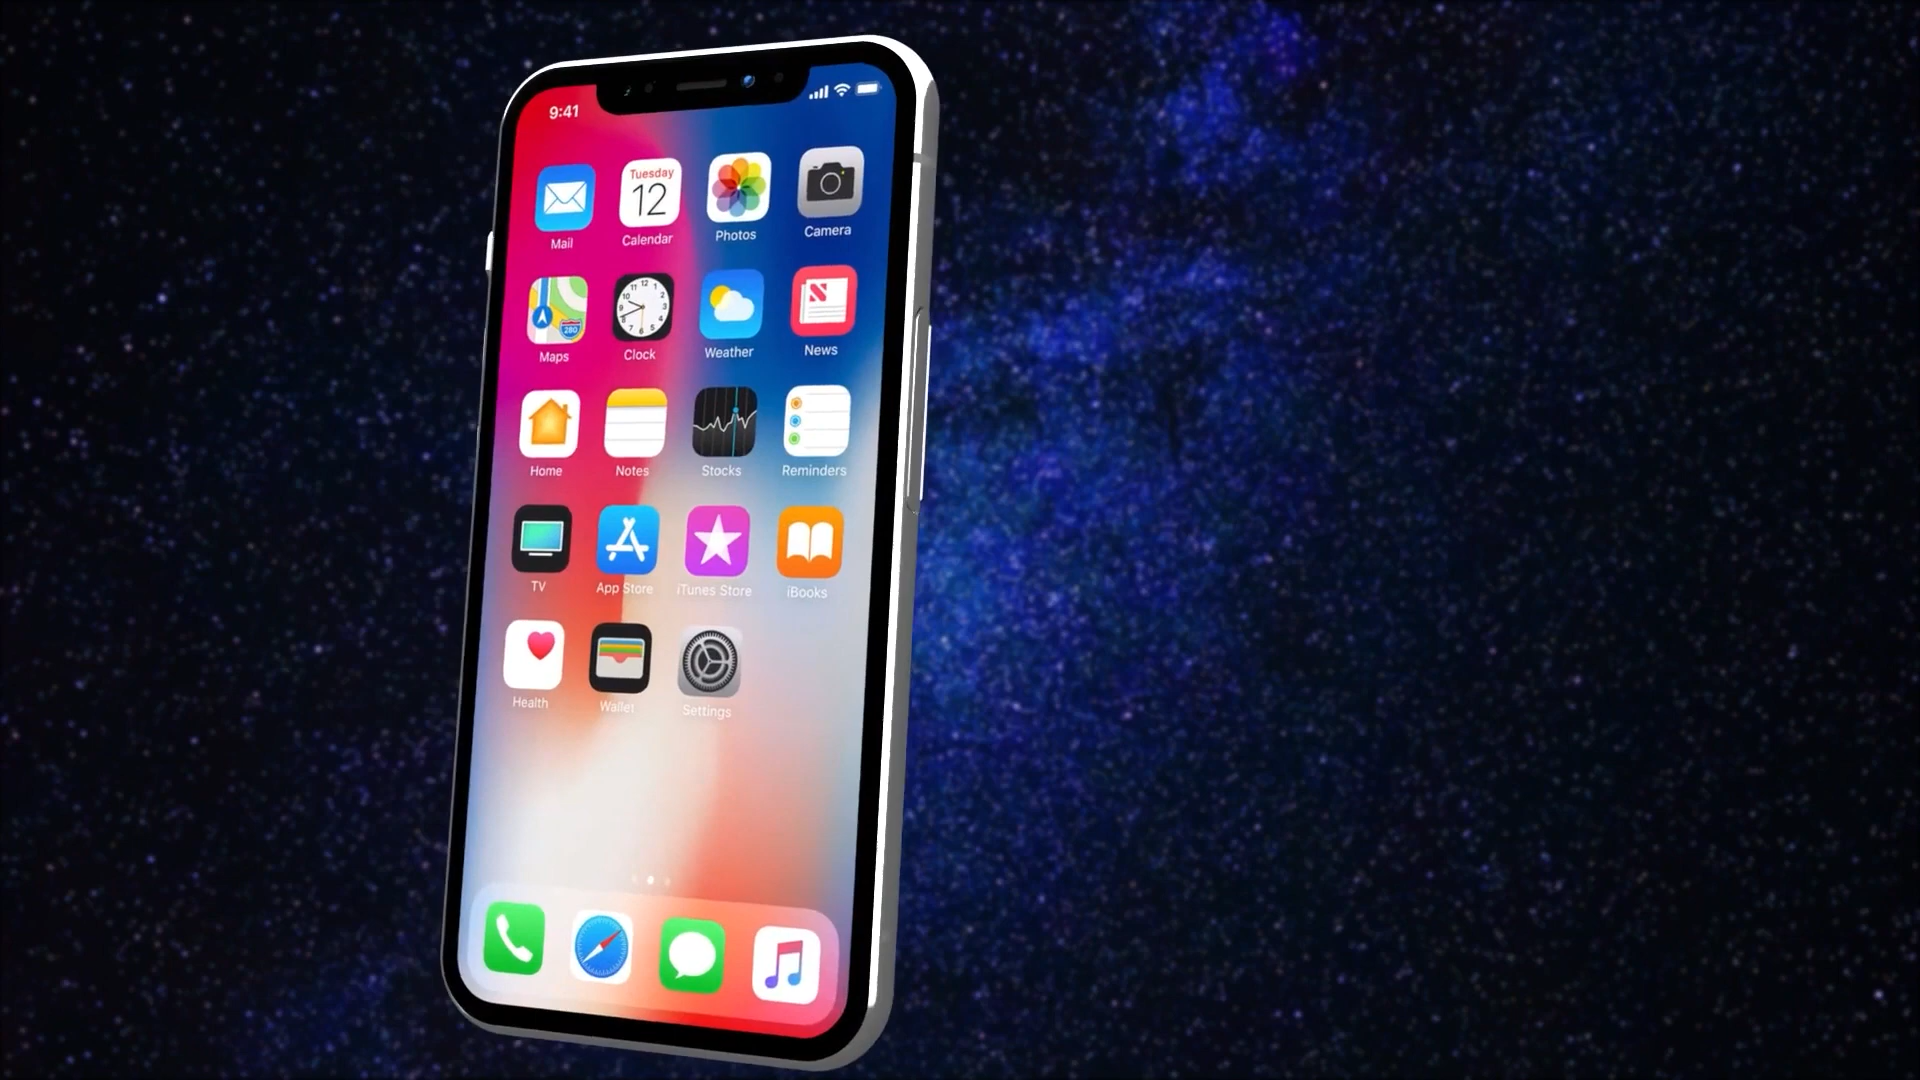 9:41
Tuesday
12
Mail Calendar Photos Camera
280
Maps Clock Weather News
Home Notes Stocks Reminders
TV App Store iTunes Store iBooks
Health Wallet Settings